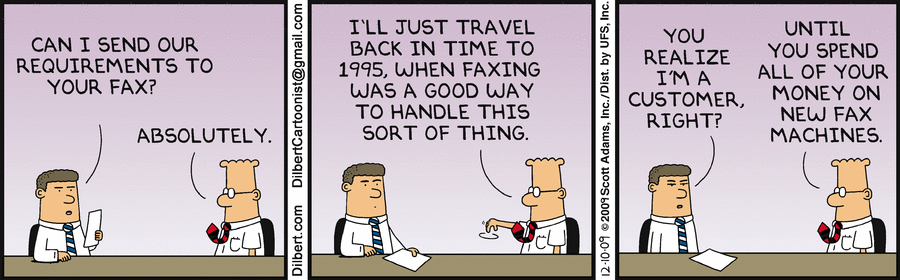 CAN I SEND OUR
REQUIREMENTS TO
YOUR FAX?
ABSOLUTELY.
Dilbert.com DilbertCartoonist@gmail.com
I'LL JUST TRAVEL
BACK IN TIME TO
1995, WHEN FAXING
WAS A GOOD WAY
TO HANDLE THIS
SORT OF THING.
12-10-09 ©2009 Scott Adams, Inc./Dist. by UFS, Inc.
YOU
REALIZE
I'M A
CUSTOMER,
RIGHT?
UNTIL
YOU SPEND
ALL OF YOUR
MONEY ON
NEW FAX
MACHINES.